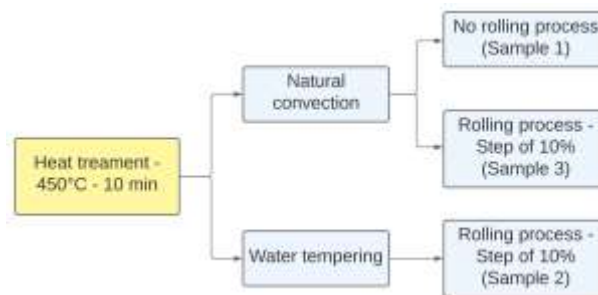 No rolling process
(Sample 1)
Natural
convection
Heat treament -
450°C - 10 min
Rolling process -
Step of 10%
(Sample 3)
Water tempering
Rolling process -
Step of 10%
(Sample 2)